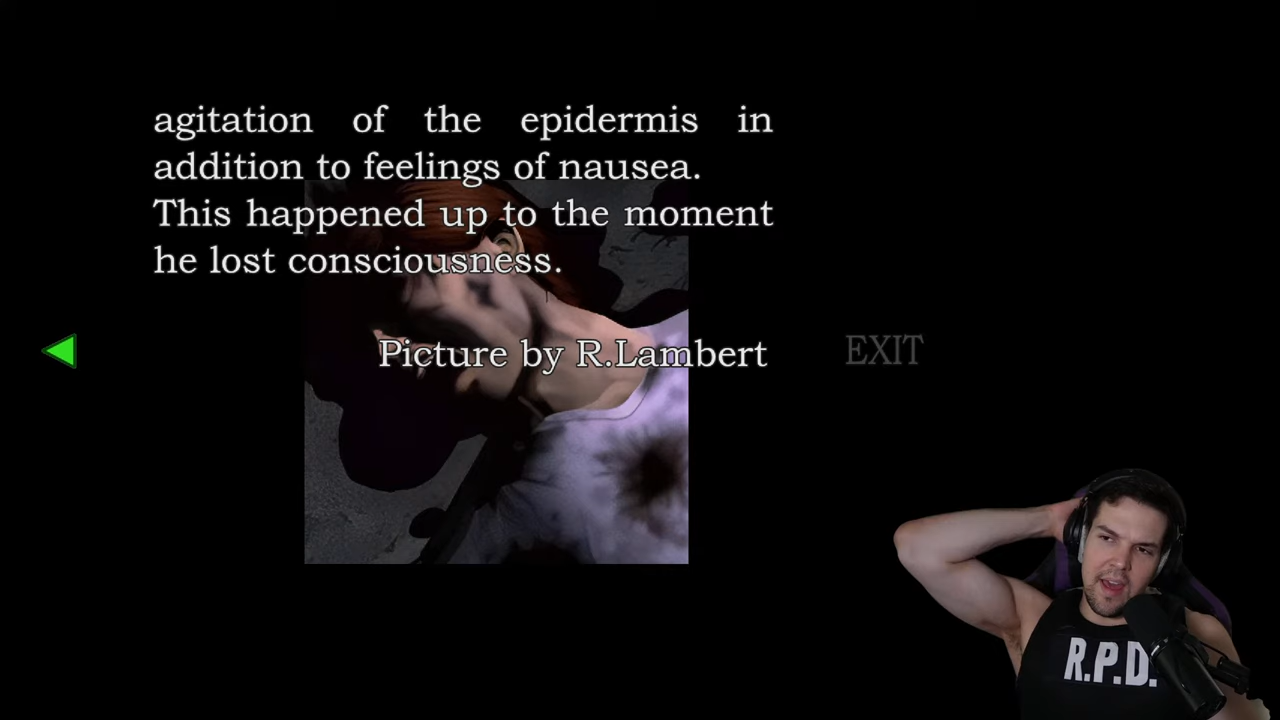 agitation of the epidermis in
addition to feelings of nausea.
This happened up to the moment
he lost consciousness.
Picture by R.Lambert
EXIT
R.P.D.